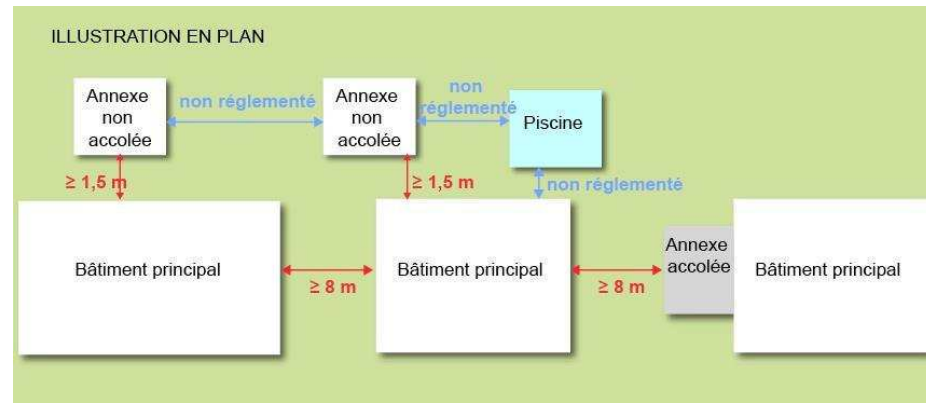 ILLUSTRATION EN PLAN
Annexe
non
accolée
non réglementé
Annexe
non
accolée
non
réglementé
Piscine
≥ 1,5 m
≥ 1,5 m
non réglementé
Bâtiment principal
≥ 8 m
Bâtiment principal
≥ 8 m
Annexe
accolée
Bâtiment principal